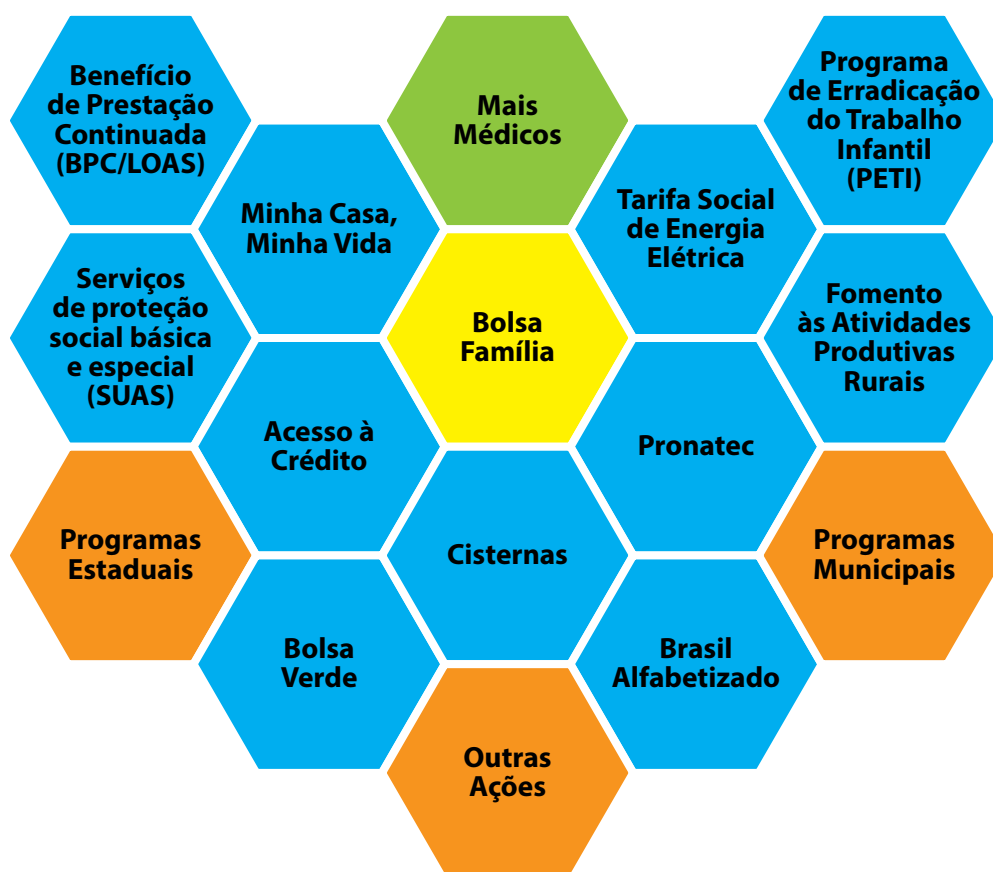 Benefício
de Prestação
Continuada
(BPC/LOAS)
Mais
Médicos
Programa
de Erradicação
do Trabalho
Infantil
(PETI)
Minha Casa,
Minha Vida
Tarifa Social
de Energia
Elétrica
Serviços
de proteção
social básica
e especial
(SUAS)
Bolsa
Família
Fomento
às Atividades
Produtivas
Rurais
Acesso à
Crédito
Pronatec
Programas
Estaduais
Cisternas
Programas
Municipais
Bolsa
Verde
Brasil
Alfabetizado
Outras
Ações